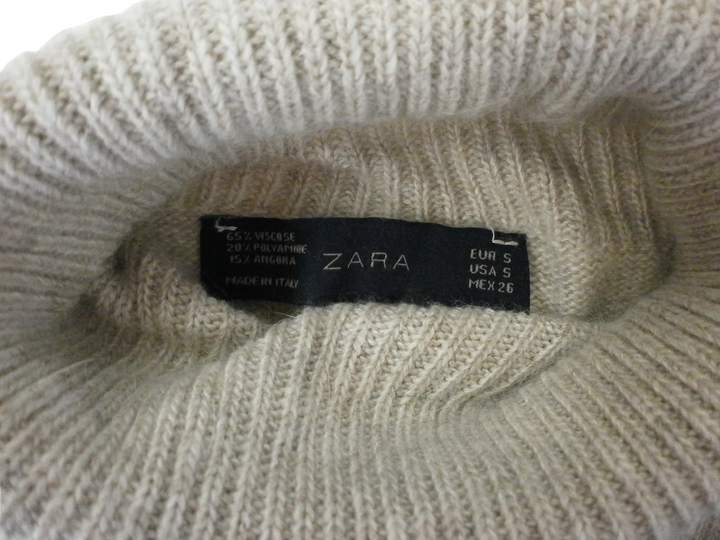 65% VISCOSE
20% POLYAMIDE
15% ANGORA
MADE IN ITALY
ZARA
EUR S
USA S
MEX 26